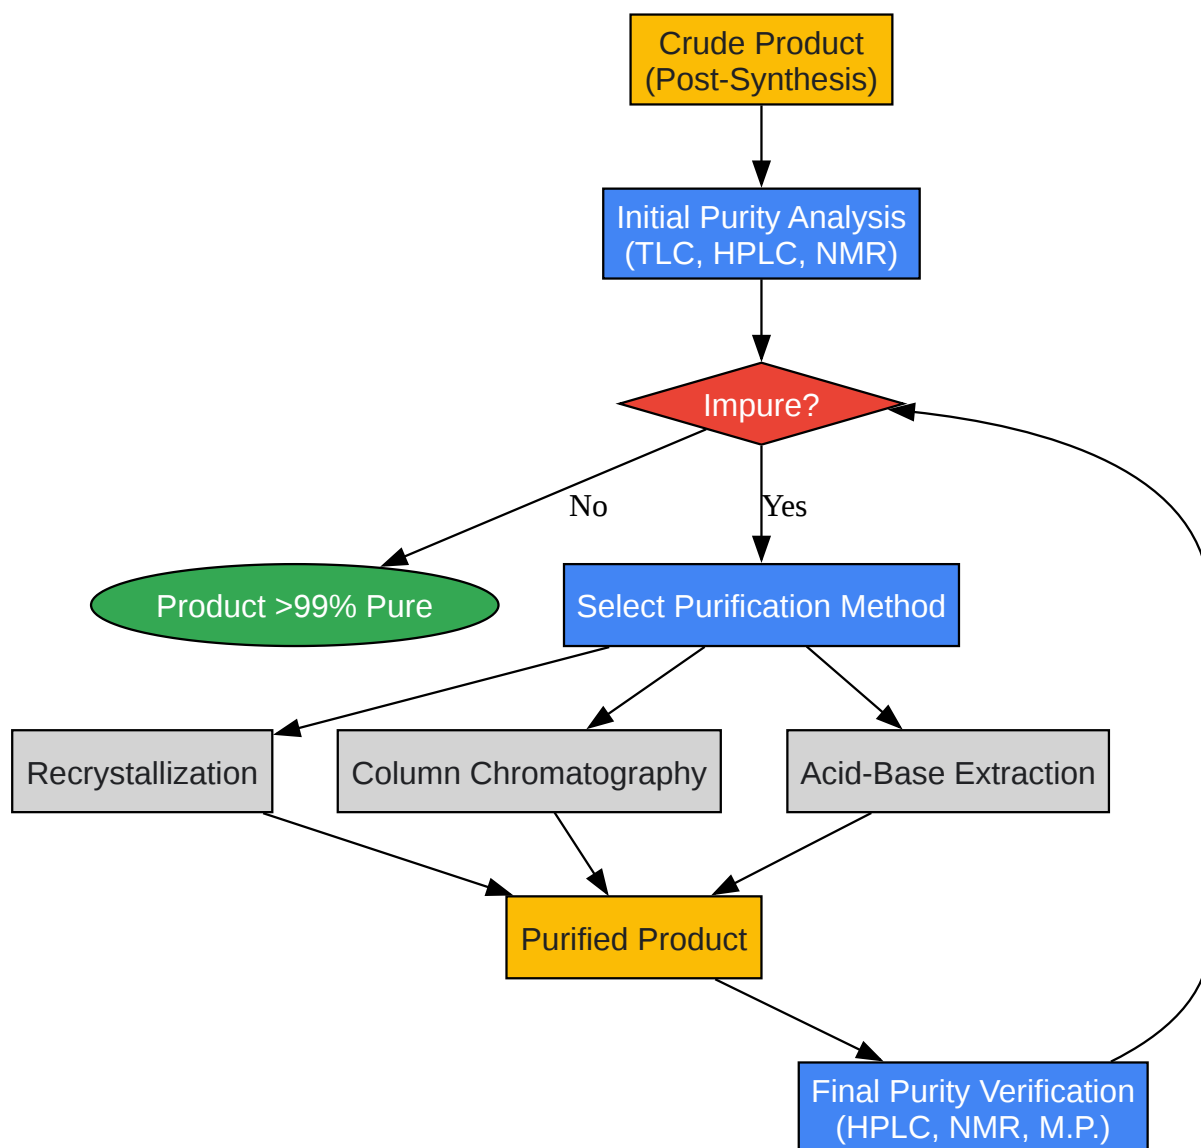 Crude Product
(Post-Synthesis)
Initial Purity Analysis
(TLC, HPLC, NMR)
Impure?
No
Yes
Product >99% Pure
Select Purification Method
Recrystallization
Column Chromatography
Acid-Base Extraction
Purified Product
Final Purity Verification
(HPLC, NMR, M.P.)